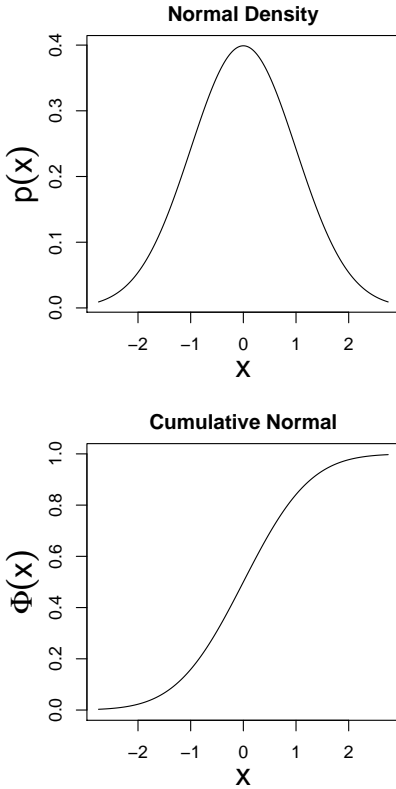 Normal Density
0.4
0.3
0.2
0.1
0.0
p(x)
−2 −1 0 1 2
x
Cumulative Normal
1.0
0.8
0.6
0.4
0.2
0.0
Φ(x)
−2 −1 0 1 2
x